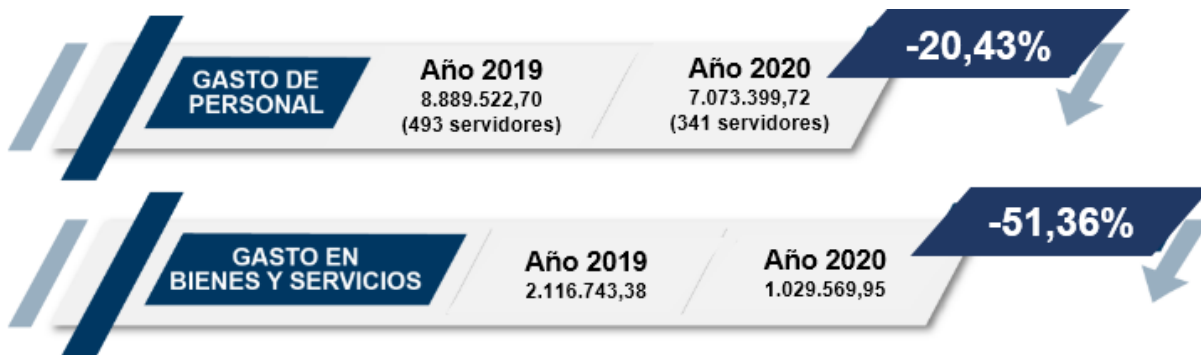 GASTO DE
PERSONAL
Año 2019
8.889.522,70
(493 servidores)
Año 2020
7.073.399,72
(341 servidores)
-20,43%
GASTO EN
BIENES Y SERVICIOS
Año 2019
2.116.743,38
Año 2020
1.029.569,95
-51,36%